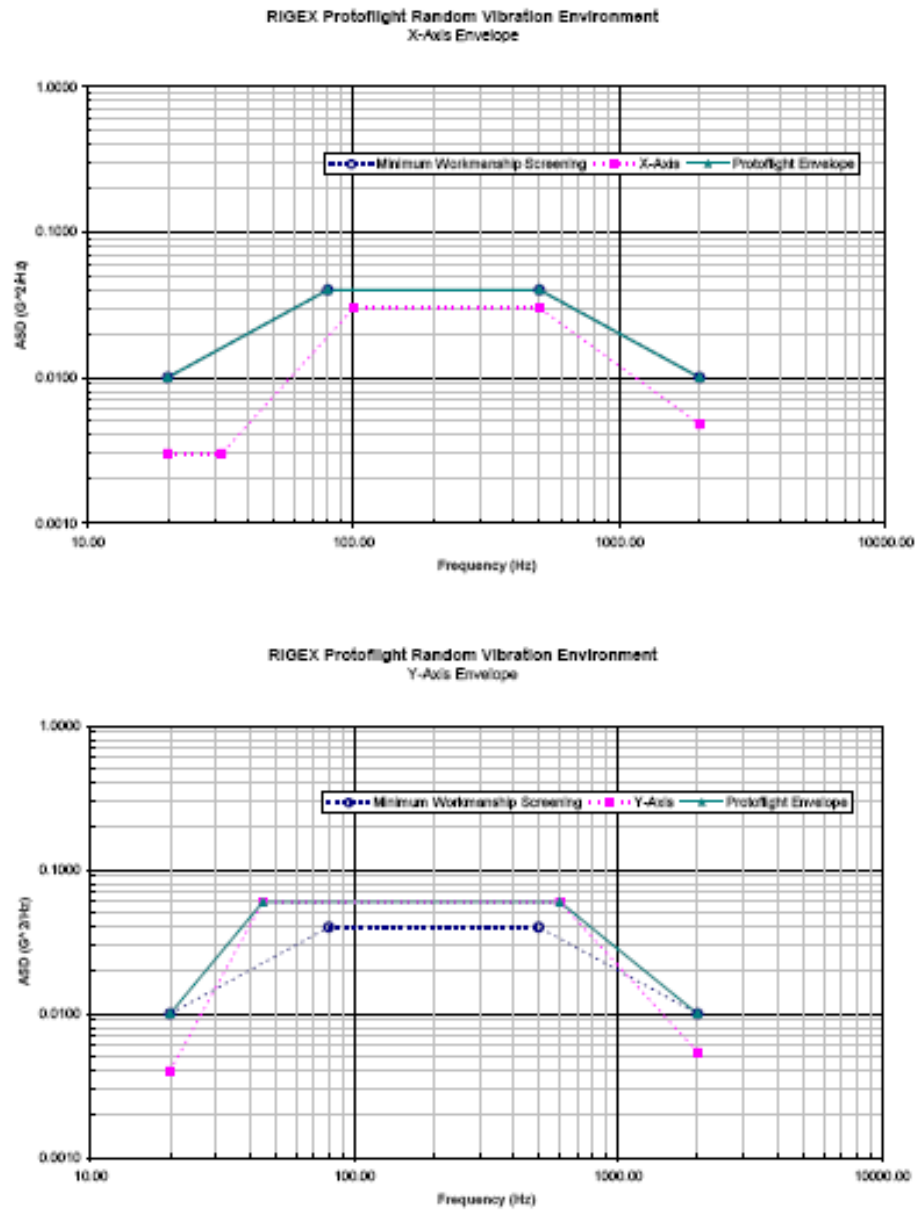 RIGEX Protoflight Random Vibration Environment
X-Axis Envelope
1.0000
Minimum Workmanship Screening X-Axis Protoflight Envelope
0.1000
ASD (G^2/Hz)
0.0100
0.0010
10.00 100.00 1000.00 10000.00
Frequency (Hz)
RIGEX Protoflight Random Vibration Environment
Y-Axis Envelope
1.0000
Minimum Workmanship Screening Y-Axis Protoflight Envelope
0.1000
ASD (G^2/Hz)
0.0100
0.0010
10.00 100.00 1000.00 10000.00
Frequency (Hz)